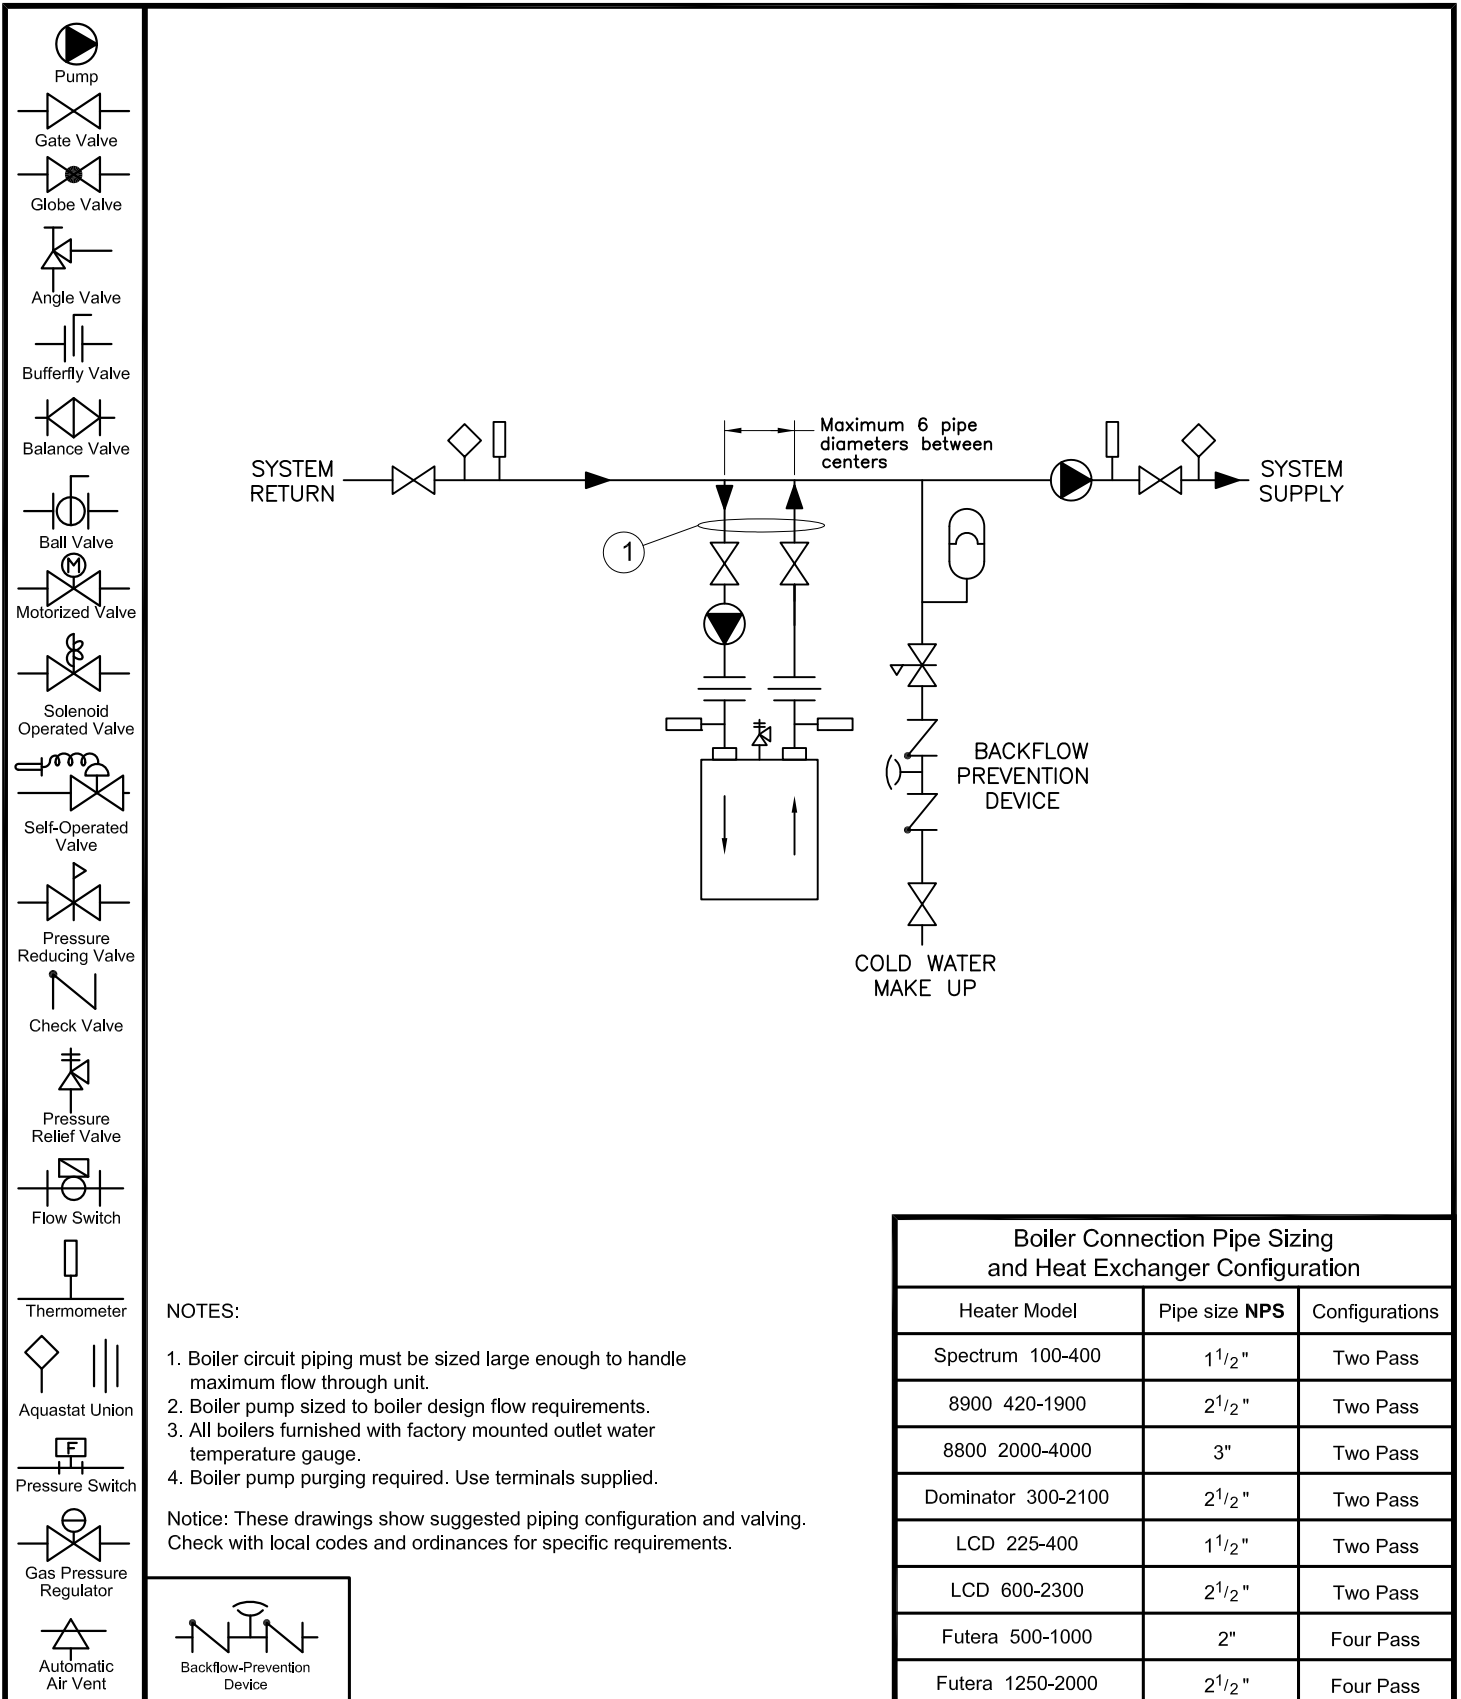 Pump
Gate Valve
Globe Valve
Angle Valve
Bufferfly Valve
Balance Valve
Ball Valve
M
Motorized Valve
Solenoid
Operated Valve
Self-Operated
Valve
Pressure
Reducing Valve
Check Valve
Pressure
Relief Valve
Flow Switch
Thermometer
Aquastat Union
F
Pressure Switch
Gas Pressure
Regulator
Automatic
Air Vent
Maximum 6 pipe
diameters between
centers
SYSTEM
RETURN
SYSTEM
SUPPLY
1
BACKFLOW
PREVENTION
DEVICE
COLD WATER
MAKE UP
NOTES:
1. Boiler circuit piping must be sized large enough to handle
maximum flow through unit.
2. Boiler pump sized to boiler design flow requirements.
3. All boilers furnished with factory mounted outlet water
temperature gauge.
4. Boiler pump purging required. Use terminals supplied.
Notice: These drawings show suggested piping configuration and valving.
Check with local codes and ordinances for specific requirements.
Backflow-Prevention
Device
Boiler Connection Pipe Sizing
and Heat Exchanger Configuration
Heater Model Pipe size NPS Configurations
Spectrum 100-400 1 1/2" Two Pass
8900 420-1900 2 1/2" Two Pass
8800 2000-4000 3" Two Pass
Dominator 300-2100 2 1/2" Two Pass
LCD 225-400 1 1/2" Two Pass
LCD 600-2300 2 1/2" Two Pass
Futera 500-1000 2" Four Pass
Futera 1250-2000 2 1/2" Four Pass